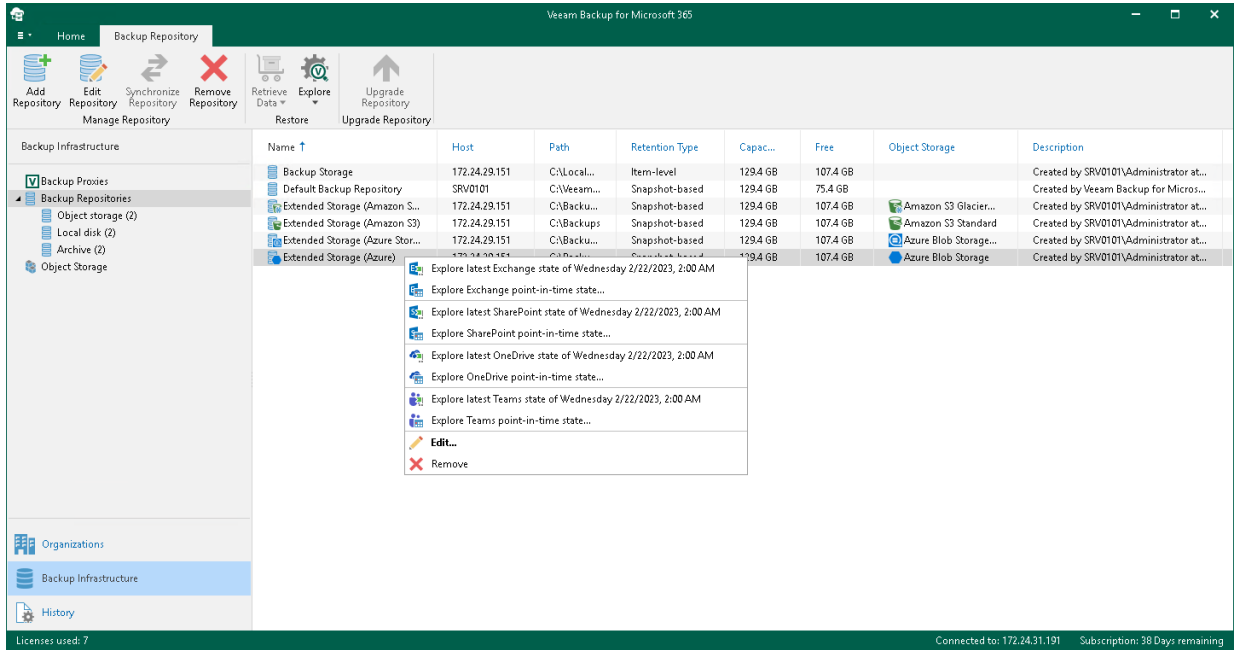 Veeam Backup for Microsoft 365
Home Backup Repository
Add Repository
Edit Repository
Synchronize Repository
Remove Repository
Retrieve Data
Explore
Upgrade Repository
Manage Repository Restore Upgrade Repository
Backup Infrastructure
Backup Proxies
Backup Repositories
Object storage (2)
Local disk (2)
Archive (2)
Object Storage
Name Host Path Retention Type Capac... Free Object Storage Description
Backup Storage 172.24.29.151 C:\Local... Item-level 129.4 GB 107.4 GB Created by SRV0101\Administrator at...
Default Backup Repository SRV0101 C:\Veeam... Snapshot-based 129.4 GB 75.4 GB Created by Veeam Backup for Micros...
Extended Storage (Amazon S... 172.24.29.151 C:\Backu... Snapshot-based 129.4 GB 107.4 GB Amazon S3 Glacier... Created by SRV0101\Administrator at...
Extended Storage (Amazon S3) 172.24.29.151 C:\Backups Snapshot-based 129.4 GB 107.4 GB Amazon S3 Standard Created by SRV0101\Administrator at...
Extended Storage (Azure Stor... 172.24.29.151 C:\Backu... Snapshot-based 129.4 GB 107.4 GB Azure Blob Storage... Created by SRV0101\Administrator at...
Extended Storage (Azure) 172.24.29.151 C:\Backu... Snapshot-based 129.4 GB 107.4 GB Azure Blob Storage Created by SRV0101\Administrator at...
Explore latest Exchange state of Wednesday 2/22/2023, 2:00 AM
Explore Exchange point-in-time state...
Explore latest SharePoint state of Wednesday 2/22/2023, 2:00 AM
Explore SharePoint point-in-time state...
Explore latest OneDrive state of Wednesday 2/22/2023, 2:00 AM
Explore OneDrive point-in-time state...
Explore latest Teams state of Wednesday 2/22/2023, 2:00 AM
Explore Teams point-in-time state...
Edit...
Remove
Organizations
Backup Infrastructure
History
Licenses used: 7
Connected to: 172.24.31.191 Subscription: 38 Days remaining